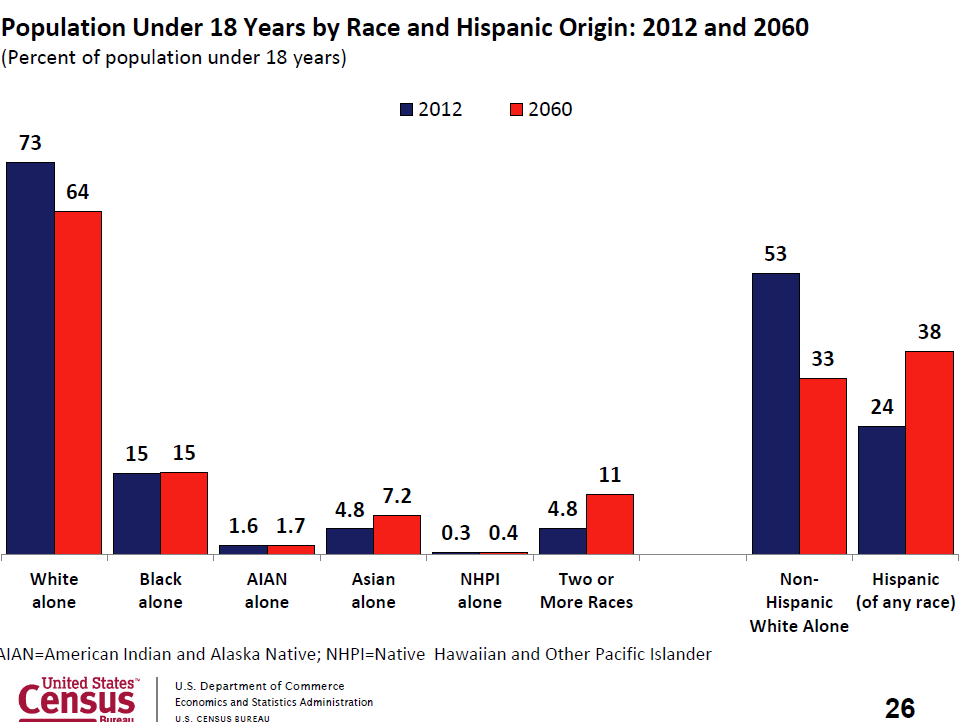 Population Under 18 Years by Race and Hispanic Origin: 2012 and 2060
(Percent of population under 18 years)
2012 2060
73
64
53
33
38
24
15 15
1.6 1.7
4.8
7.2
0.3 0.4
4.8
11
White
alone
Black
alone
AIAN
alone
Asian
alone
NHPI
alone
Two or
More Races
Non-
Hispanic
White Alone
Hispanic
(of any race)
AIAN=American Indian and Alaska Native; NHPI=Native Hawaiian and Other Pacific Islander
United States™
Census
Bureau
U.S. Department of Commerce
Economics and Statistics Administration
U.S. CENSUS BUREAU
26